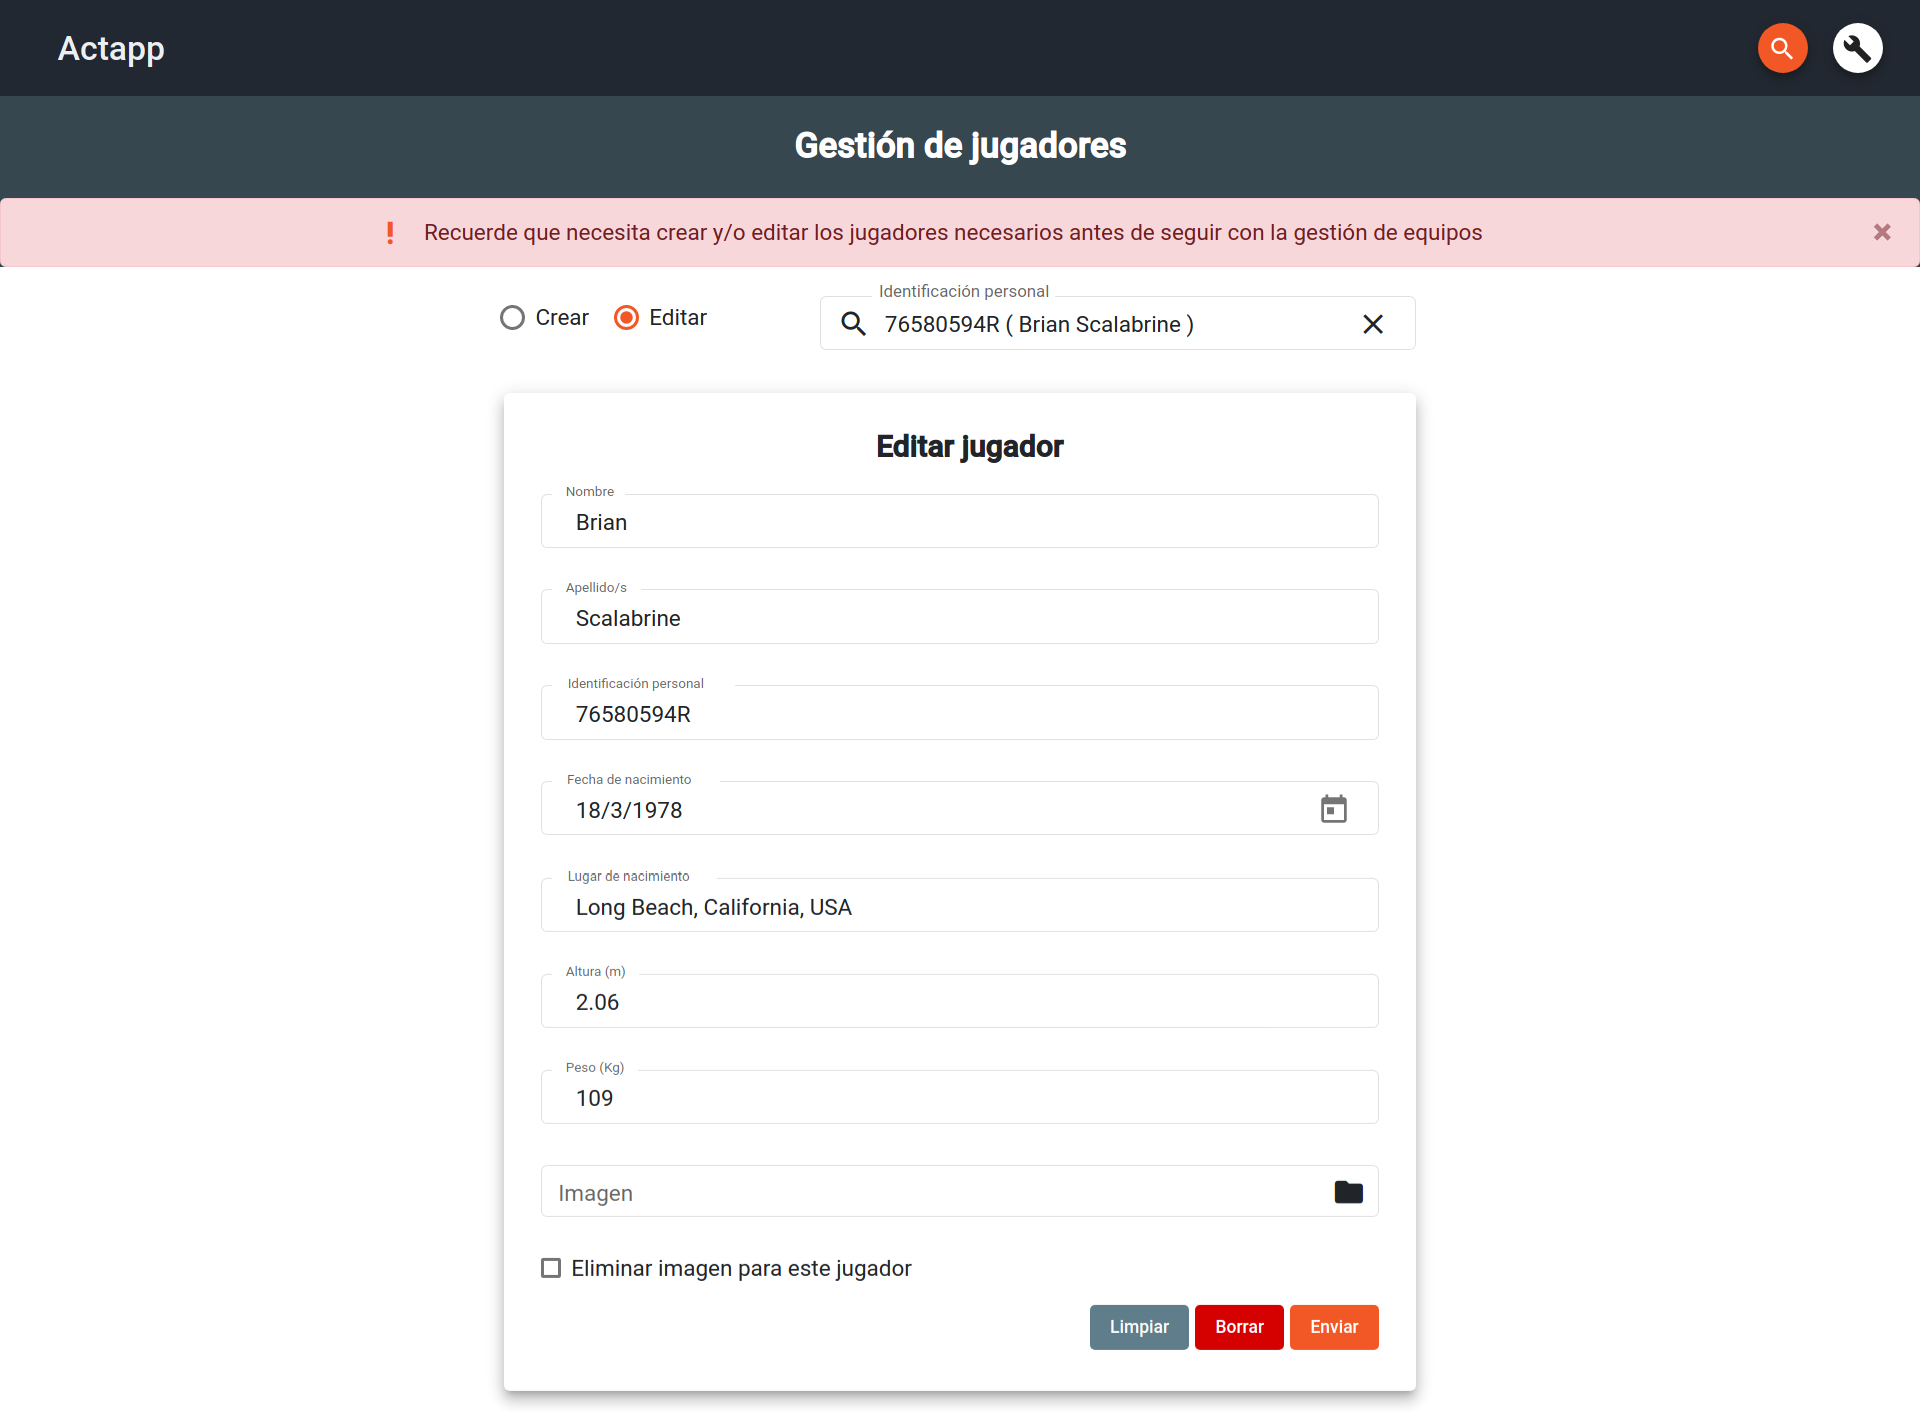 Actapp
Gestión de jugadores
Recuerde que necesita crear y/o editar los jugadores necesarios antes de seguir con la gestión de equipos
Crear
Editar
Identificación personal
76580594R ( Brian Scalabrine )
Editar jugador
Nombre
Brian
Apellido/s
Scalabrine
Identificación personal
76580594R
Fecha de nacimiento
18/3/1978
Lugar de nacimiento
Long Beach, California, USA
Altura (m)
2.06
Peso (Kg)
109
Imagen
Eliminar imagen para este jugador
Limpiar
Borrar
Enviar